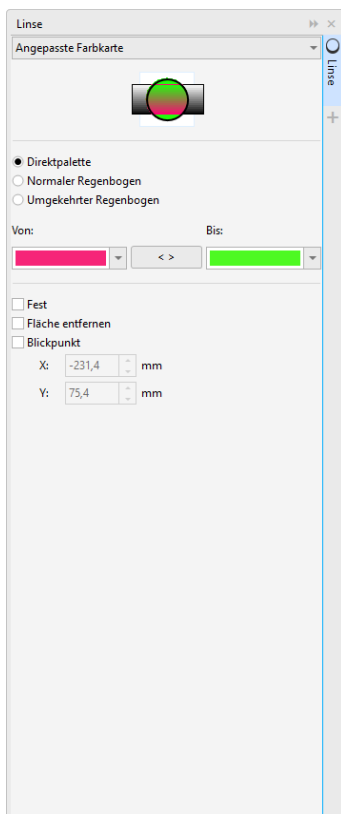 Linse
Angepasste Farbkarte
Linse
Direktpalette
Normaler Regenbogen
Umgekehrter Regenbogen
Von: Bis:
< >
Fest
Fläche entfernen
Blickpunkt
X: -231,4 mm
Y: 75,4 mm